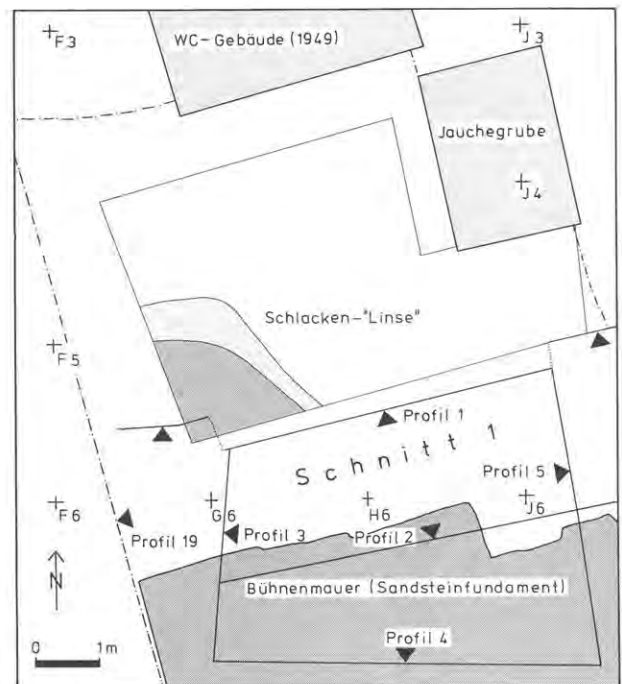 F3
WC-Gebäude (1949)
J3
Jauchegrube
J4
Schlacken-"Linse"
F5
Profil 1
Schnitt 1
Profil 5
F6
G6
H6
J6
Profil 19
Profil 3
Profil 2
N
Bühnenmauer (Sandsteinfundament)
Profil 4
0 1m